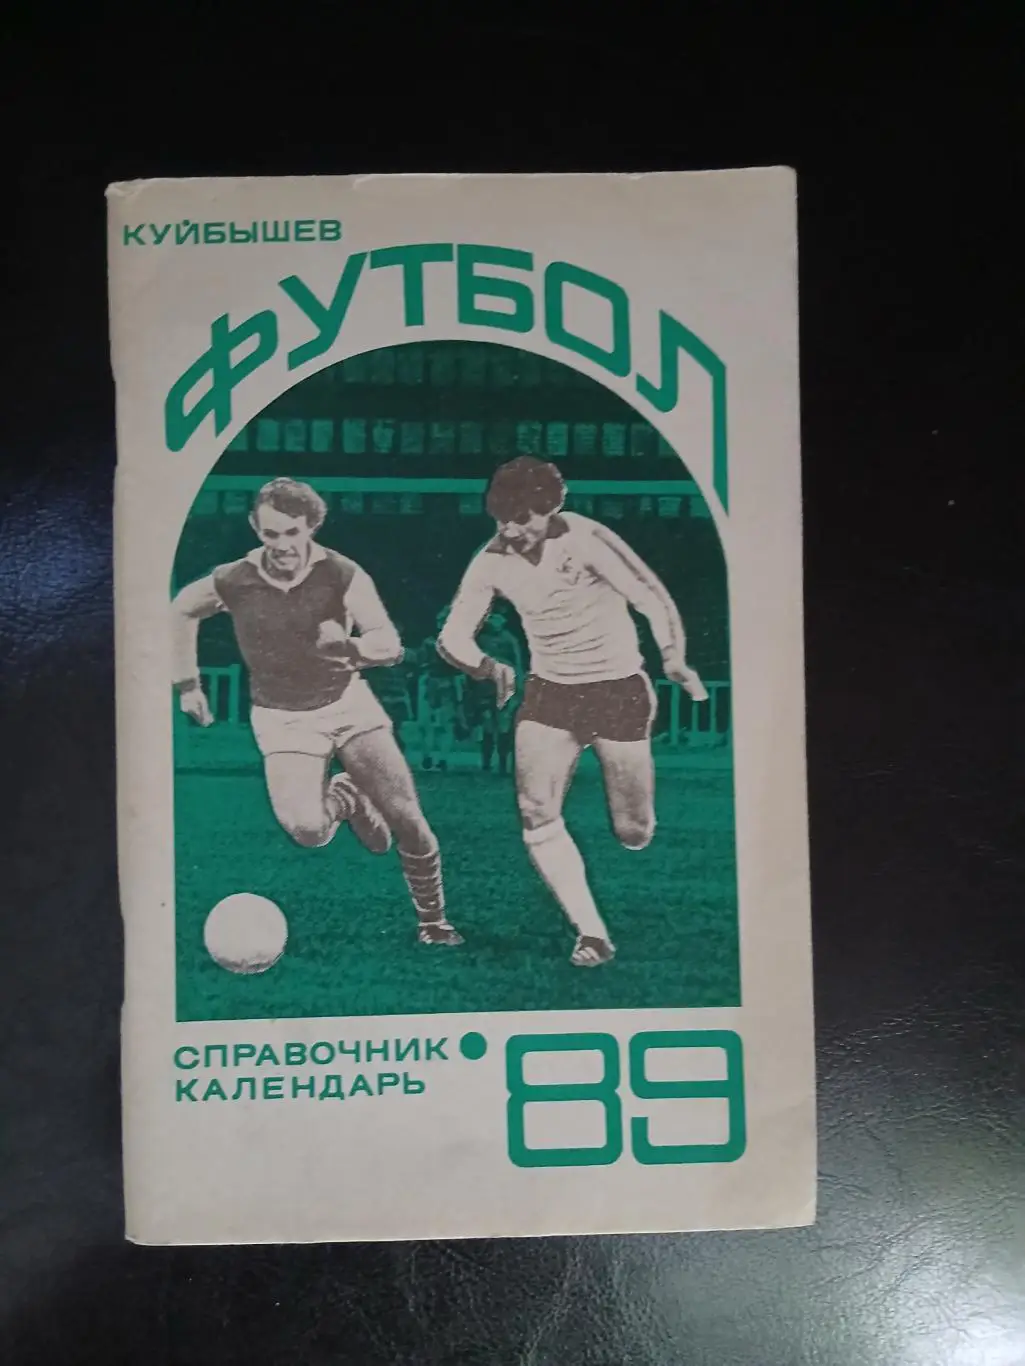 КУЙБЫШЕВ
ФУТБОЛ
СПРАВОЧНИК •
КАЛЕНДАРЬ
89